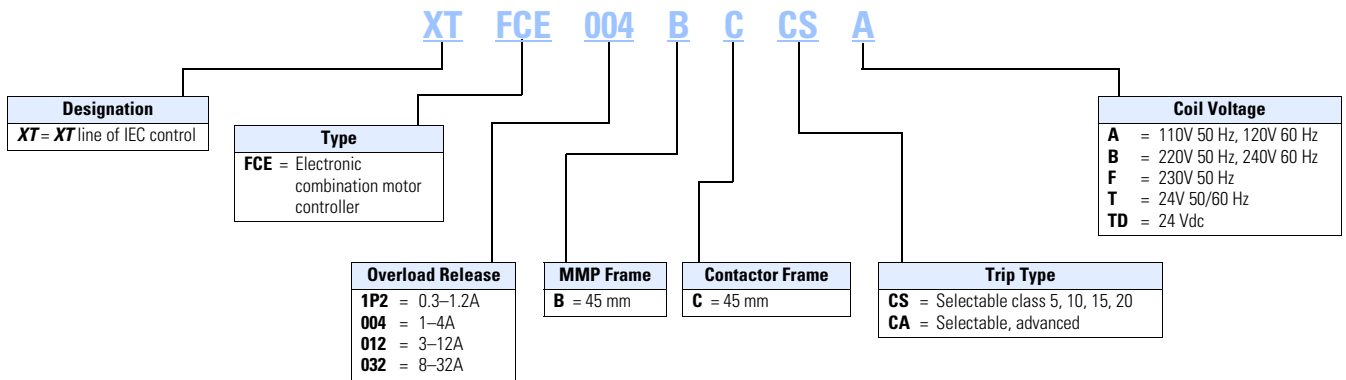 XT FCE 004 B C CS A
Designation
XT = XT line of IEC control
Type
FCE = Electronic
combination motor
controller
Coil Voltage
A = 110V 50 Hz, 120V 60 Hz
B = 220V 50 Hz, 240V 60 Hz
F = 230V 50 Hz
T = 24V 50/60 Hz
TD = 24 Vdc
Overload Release
1P2 = 0.3–1.2A
004 = 1–4A
012 = 3–12A
032 = 8–32A
MMP Frame
B = 45 mm
Contactor Frame
C = 45 mm
Trip Type
CS = Selectable class 5, 10, 15, 20
CA = Selectable, advanced